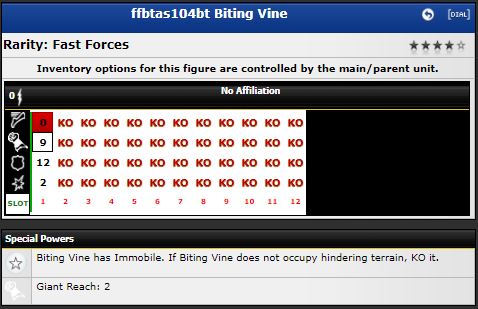 ffbtas104bt Biting Vine
[DIAL]
Rarity: Fast Forces
Inventory options for this figure are controlled by the main/parent unit.
0 No Affiliation
0 KO KO KO KO KO KO KO KO KO KO KO
9 KO KO KO KO KO KO KO KO KO KO KO
12 KO KO KO KO KO KO KO KO KO KO KO
2 KO KO KO KO KO KO KO KO KO KO KO
SLOT 1 2 3 4 5 6 7 8 9 10 11 12
Special Powers
Biting Vine has Immobile. If Biting Vine does not occupy hindering terrain, KO it.
Giant Reach: 2